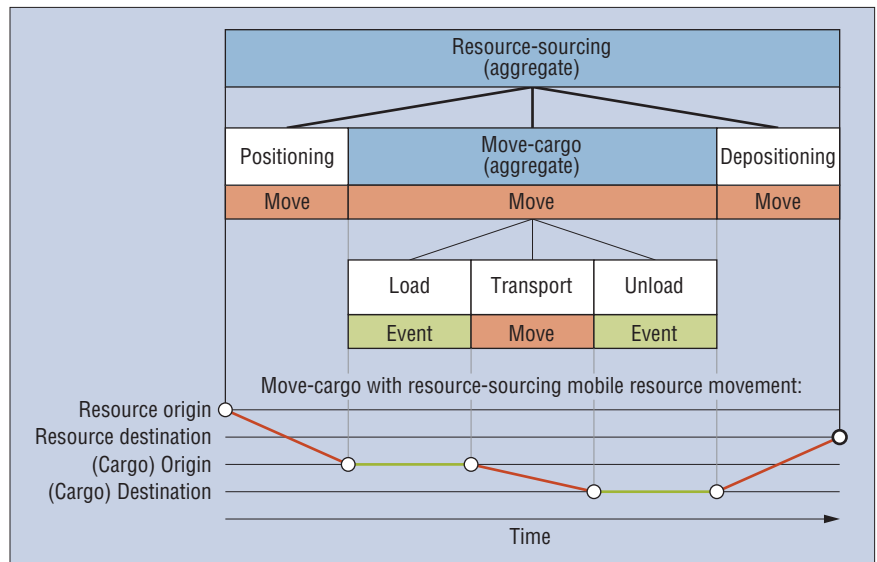 Resource-sourcing
(aggregate)
Positioning
Move-cargo
(aggregate)
Depositioning
Move
Move
Move
Load
Transport
Unload
Event
Move
Event
Move-cargo with resource-sourcing mobile resource movement:
Resource origin
Resource destination
(Cargo) Origin
(Cargo) Destination
Time